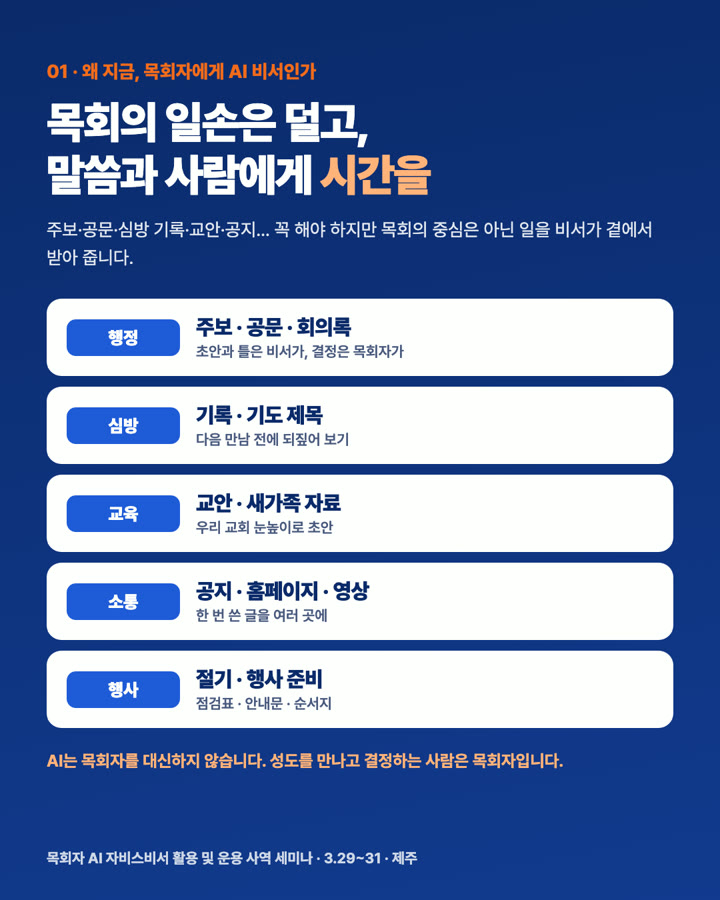 01 · 왜 지금, 목회자에게 AI 비서인가
목회의 일손은 덜고,
말씀과 사람에게 시간을
주보·공문·심방 기록·교안·공지... 꼭 해야 하지만 목회의 중심은 아닌 일을 비서가 곁에서
받아 줍니다.
행정
주보 · 공문 · 회의록
초안과 틀은 비서가, 결정은 목회자가
심방
기록 · 기도 제목
다음 만남 전에 되짚어 보기
교육
교안 · 새가족 자료
우리 교회 눈높이로 초안
소통
공지 · 홈페이지 · 영상
한 번 쓴 글을 여러 곳에
행사
절기 · 행사 준비
점검표 · 안내문 · 순서지
AI는 목회자를 대신하지 않습니다. 성도를 만나고 결정하는 사람은 목회자입니다.
목회자 AI 자비스비서 활용 및 운용 사역 세미나 · 3.29~31 · 제주